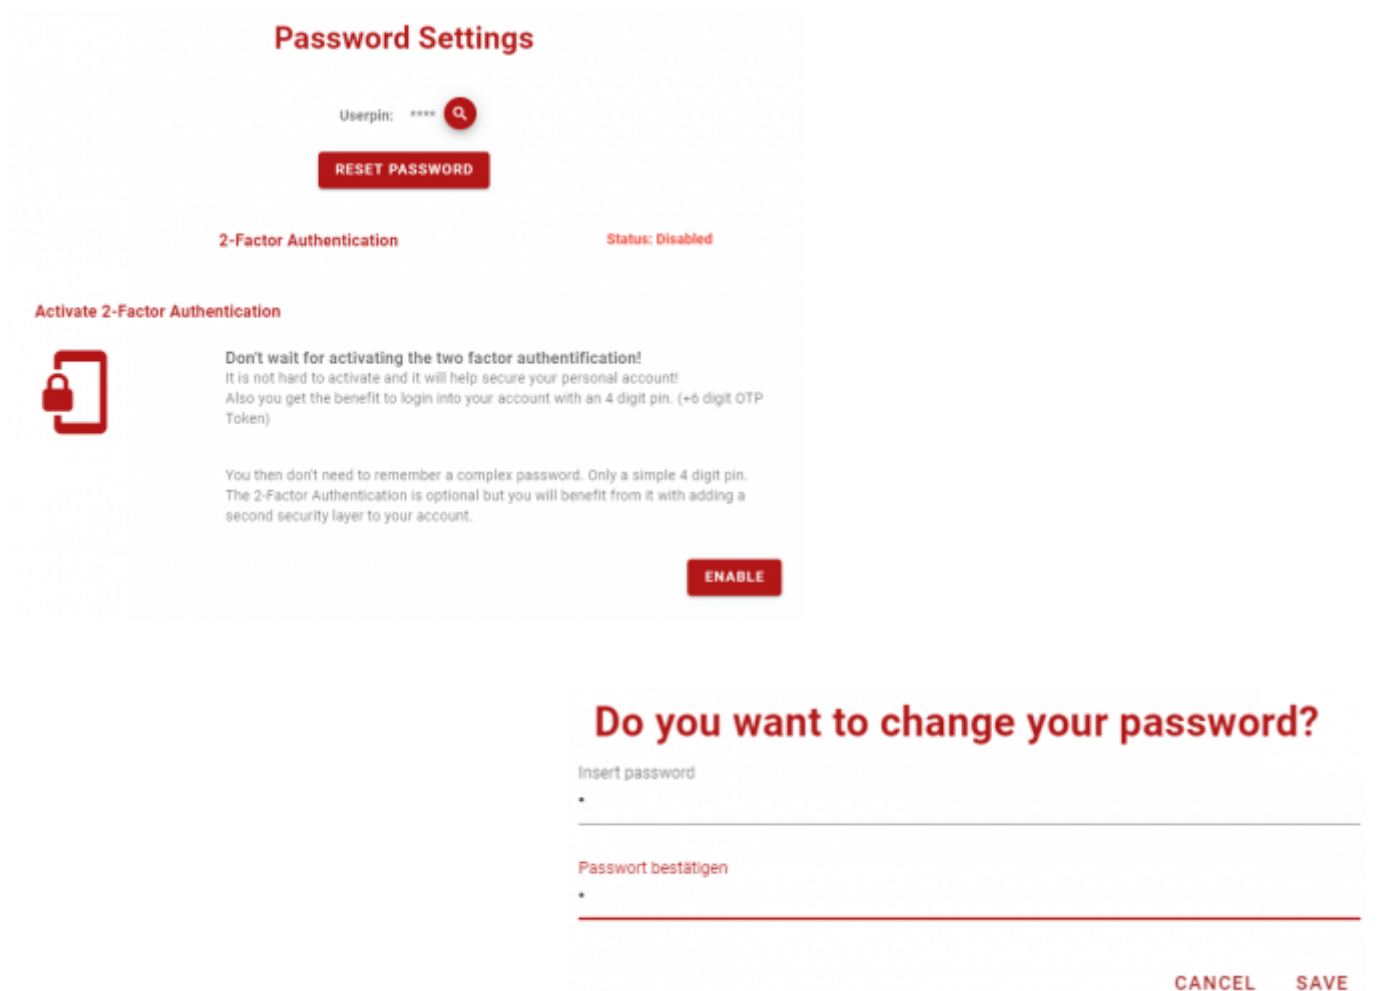 Password Settings
Userpin: ****
RESET PASSWORD
2-Factor Authentication Status: Disabled
Activate 2-Factor Authentication
Don't wait for activating the two factor authentification!
It is not hard to activate and it will help secure your personal account!
Also you get the benefit to login into your account with an 4 digit pin. (+6 digit OTP
Token)
You then don't need to remember a complex password. Only a simple 4 digit pin.
The 2-Factor Authentication is optional but you will benefit from it with adding a
second security layer to your account.
ENABLE
Do you want to change your password?
Insert password
*
Passwort bestätigen
*
CANCEL SAVE